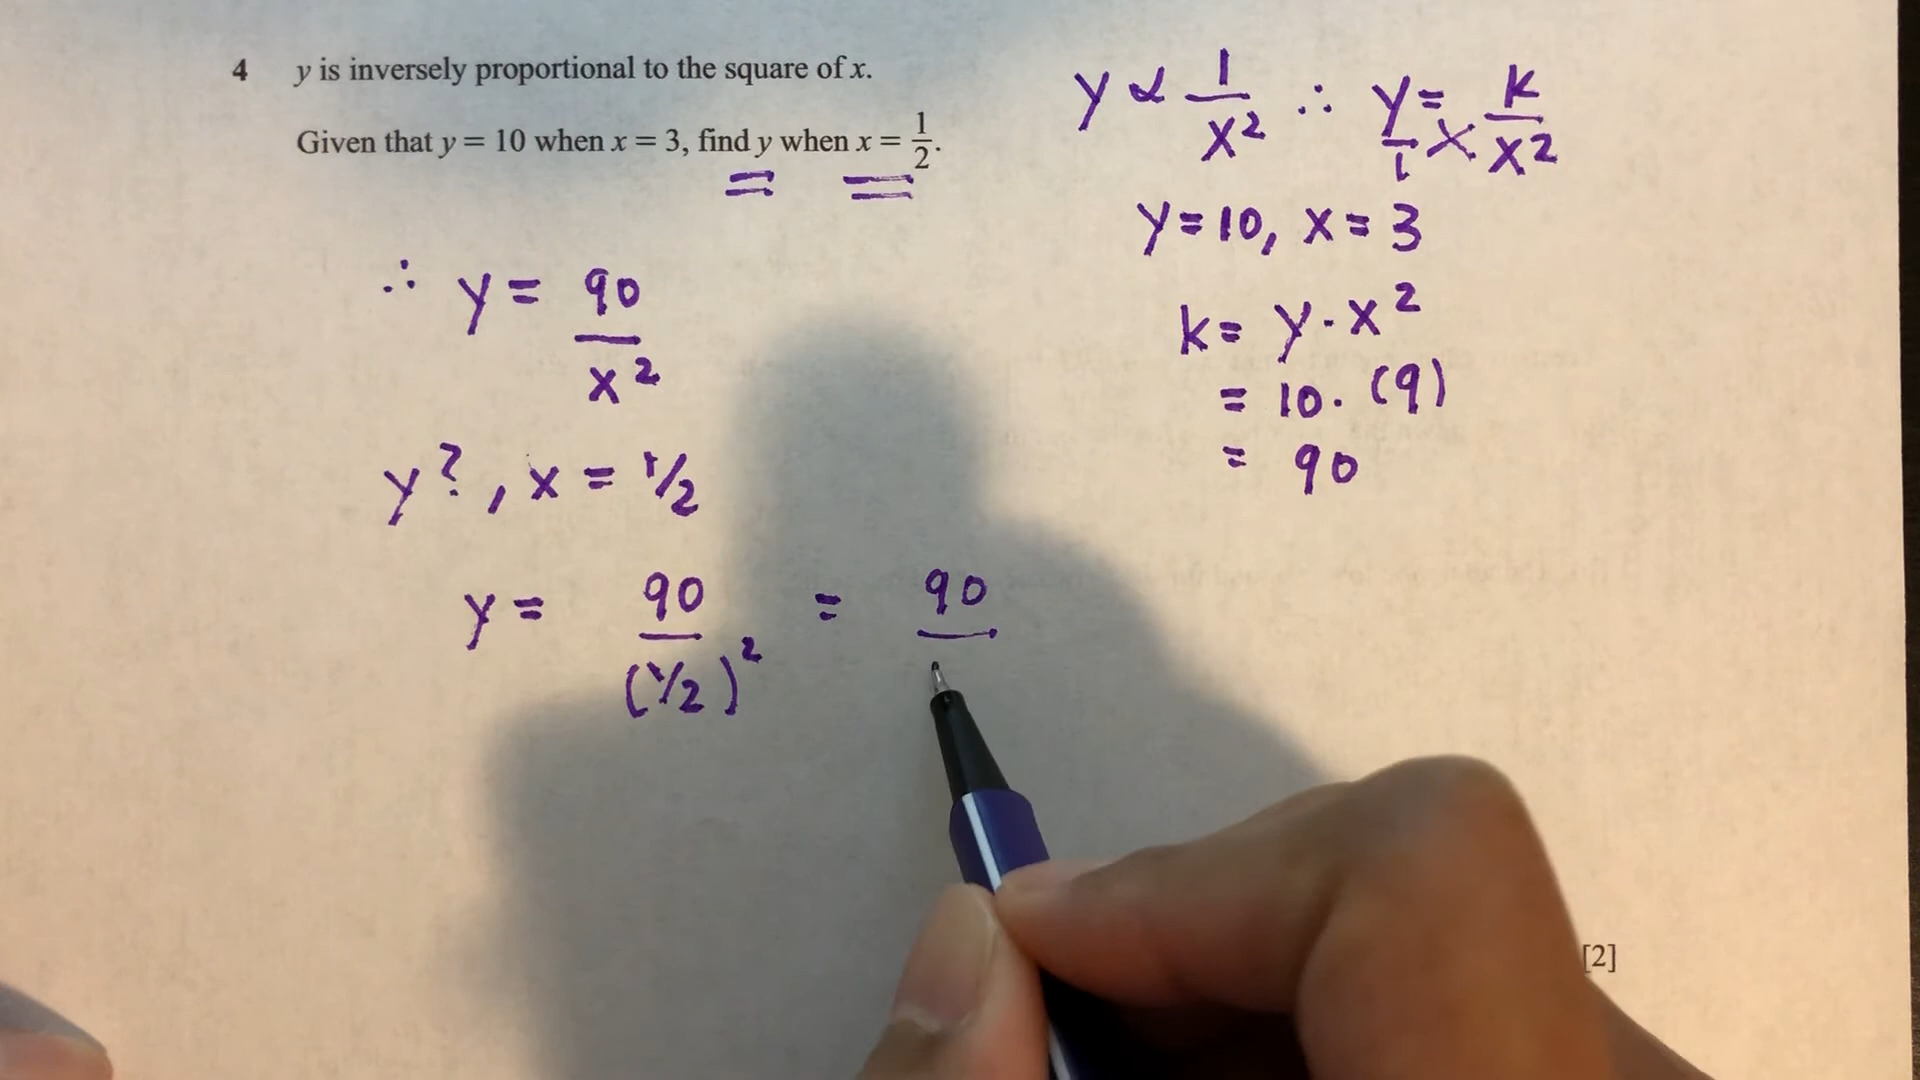 4 y is inversely proportional to the square of x.
Given that y = 10 when x = 3, find y when x = 1/2.
y ∝ 1/x² ∴ y/1 = k/x²
y = 10, x = 3
k = y · x²
= 10 · (9)
= 90
∴ y = 90/x²
y?, x = 1/2
y = 90/(1/2)² = 90
[2]